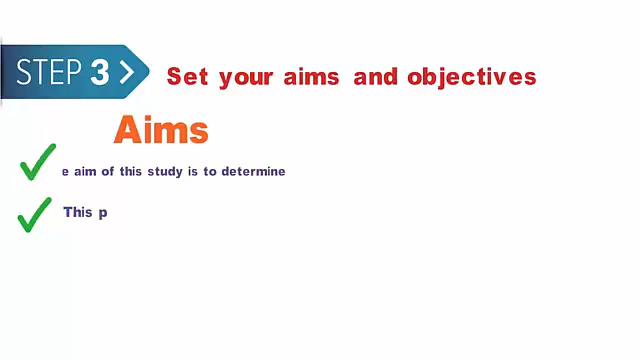 STEP 3
Set your aims and objectives
Aims
e aim of this study is to determine
This p